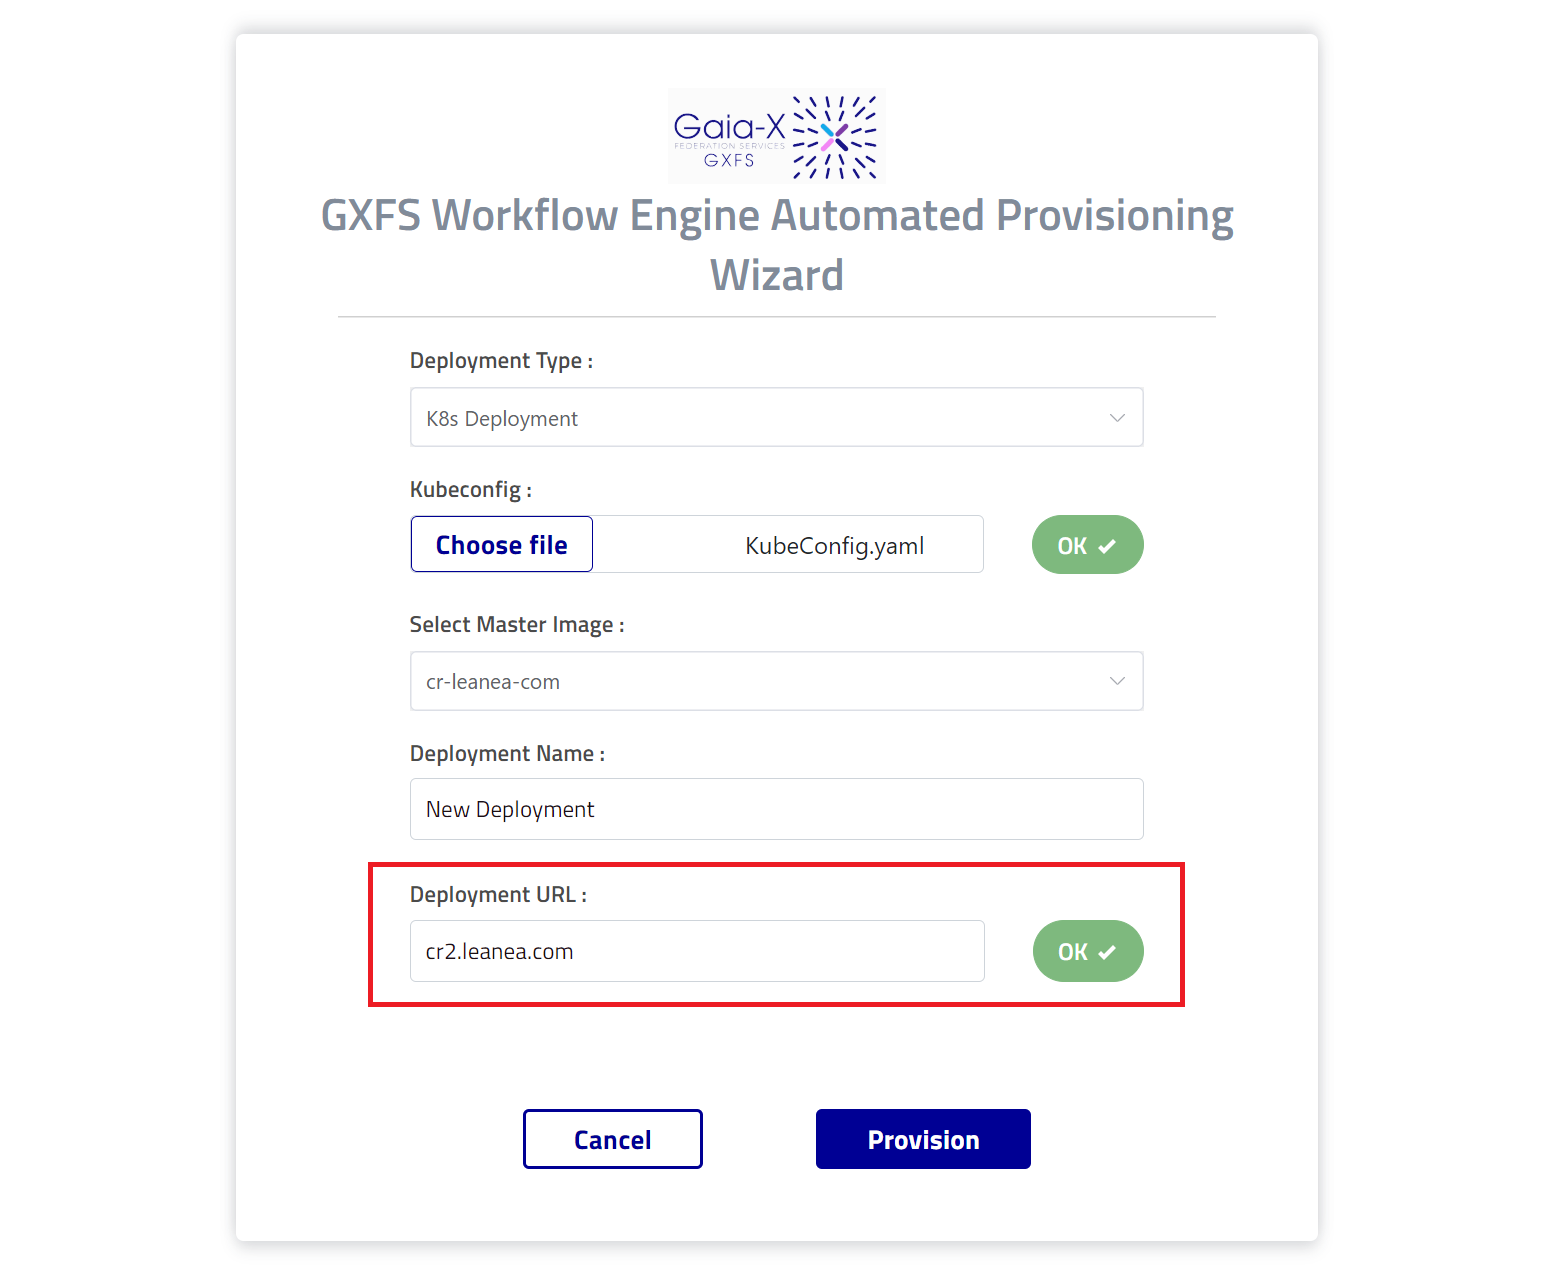 Gaia-X
FEDERATION SERVICES
GXFS
GXFS Workflow Engine Automated Provisioning
Wizard
Deployment Type :
K8s Deployment
Kubeconfig :
Choose file KubeConfig.yaml OK
Select Master Image :
cr-leanea-com
Deployment Name :
New Deployment
Deployment URL :
cr2.leanea.com OK
Cancel Provision